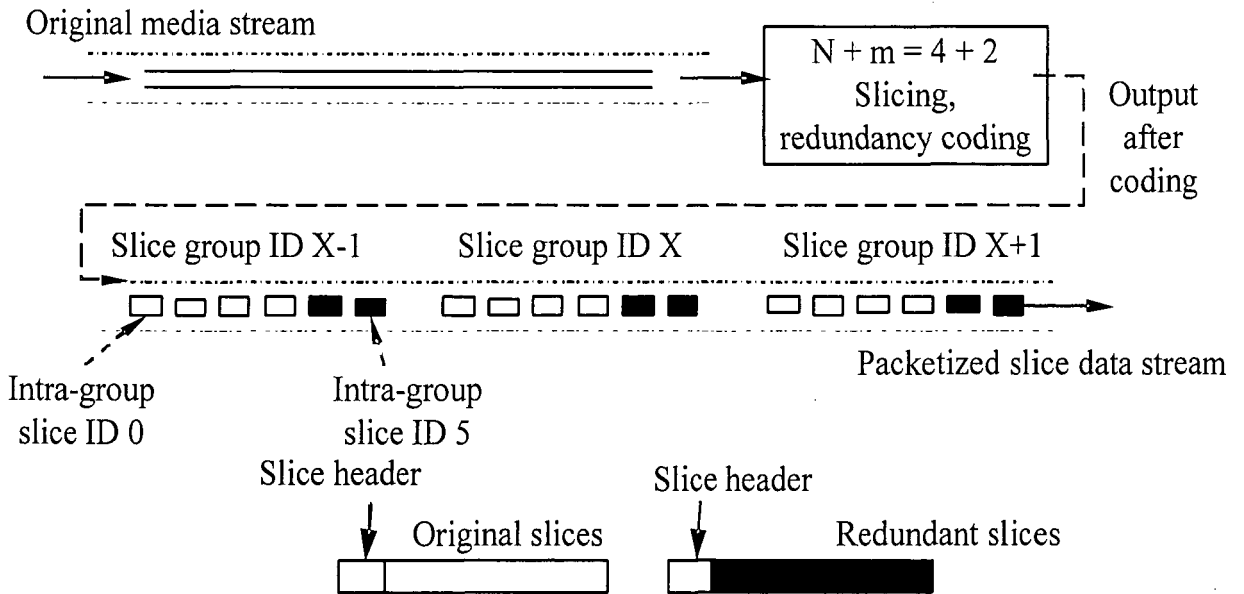 Original media stream
N + m = 4 + 2
Slicing,
redundancy coding
Output
after
coding
Slice group ID X-1
Slice group ID X
Slice group ID X+1
Packetized slice data stream
Intra-group
slice ID 0
Intra-group
slice ID 5
Slice header
Original slices
Slice header
Redundant slices